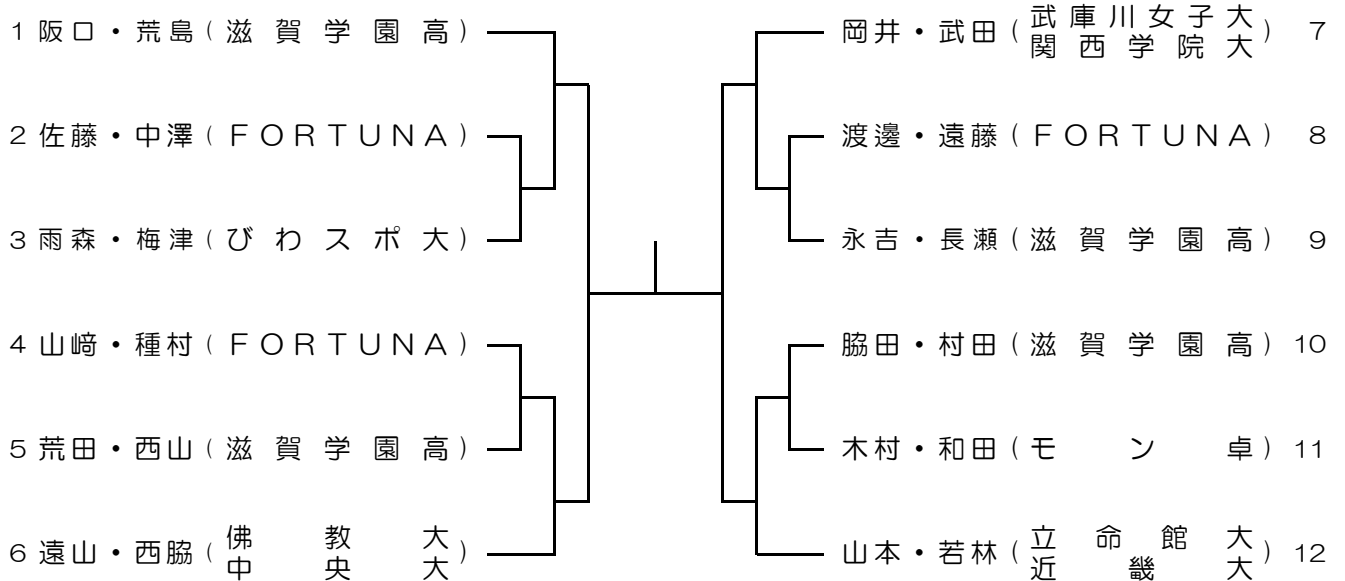 1 阪口・荒島 ( 滋賀学園高 )
2 佐藤・中澤 ( FORTUNA )
3 雨森・梅津 ( びわスポ大 )
4 山﨑・種村 ( FORTUNA )
5 荒田・西山 ( 滋賀学園高 )
6 遠山・西脇 ( 佛教大
中央大 )
岡井・武田 ( 武庫川女子大
関西学院大 ) 7
渡邊・遠藤 ( FORTUNA ) 8
永吉・長瀬 ( 滋賀学園高 ) 9
脇田・村田 ( 滋賀学園高 ) 10
木村・和田 ( モン卓 ) 11
山本・若林 ( 立命館大
近畿大 ) 12